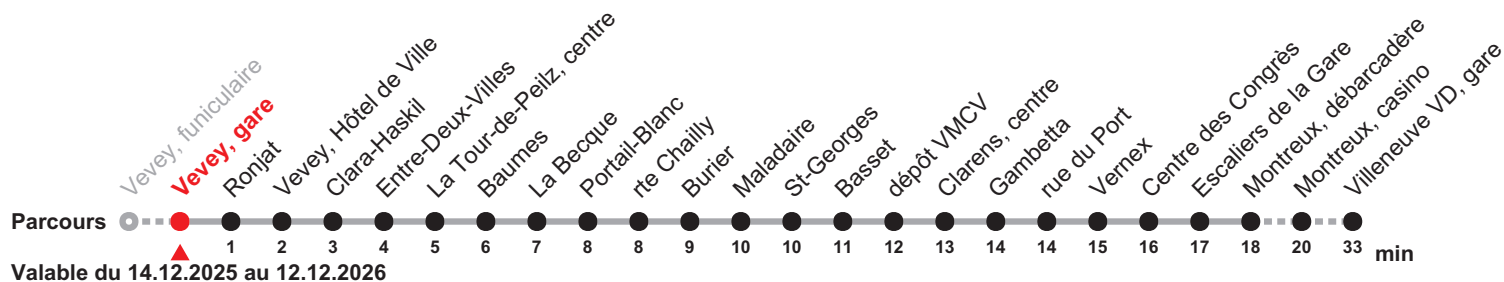 Vevey, funiculaire
Vevey, gare
Ronjat
Vevey, Hôtel de Ville
Clara-Haskil
Entre-Deux-Villes
La Tour-de-Peilz, centre
Baumes
La Becque
Portail-Blanc
rte Chailly
Burier
Maladaire
St-Georges
Basset
dépôt VMCV
Clarens, centre
Gambetta
rue du Port
Vernex
Centre des Congrès
Escaliers de la Gare
Montreux, débarcadère
Montreux, casino
Villeneuve VD, gare
Parcours
1 2 3 4 5 6 7 8 8 9 10 10 11 12 13 14 14 15 16 17 18 20 33 min
Valable du 14.12.2025 au 12.12.2026